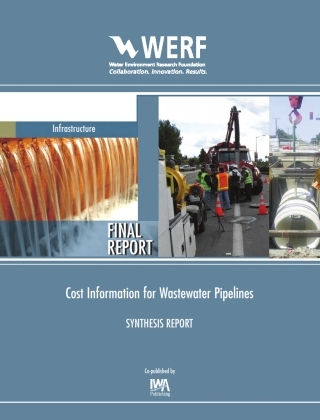 WERF
Water Environment Research Foundation
Collaboration. Innovation. Results.
Infrastructure
FINAL
REPORT
Cost Information for Wastewater Pipelines
SYNTHESIS REPORT
Co-published by
IWA
Publishing